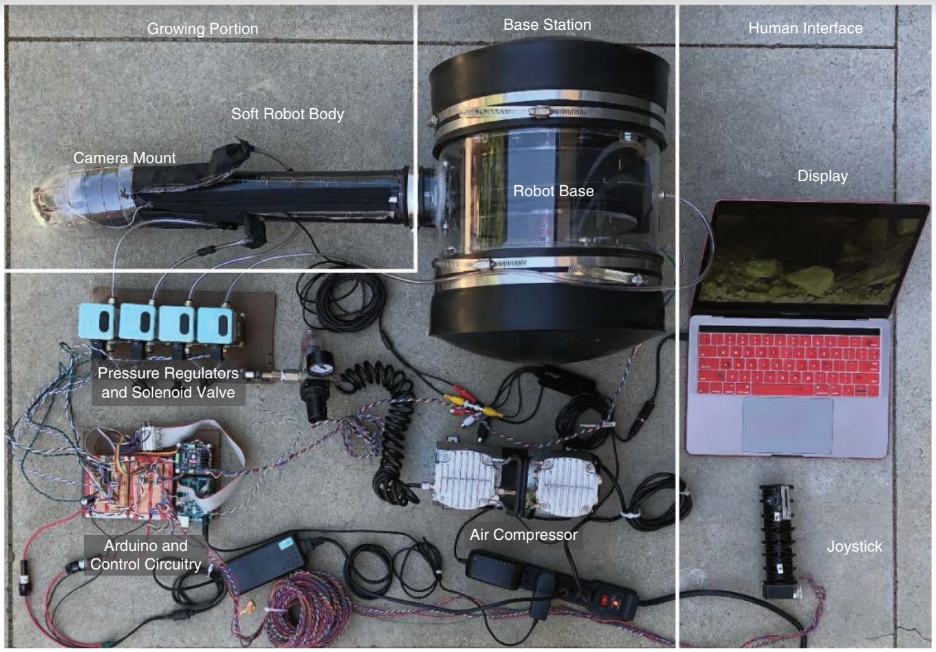 Growing Portion
Base Station
Human Interface
Soft Robot Body
Camera Mount
Robot Base
Display
Pressure Regulators
and Solenoid Valve
Air Compressor
Arduino and
Control Circuitry
Joystick